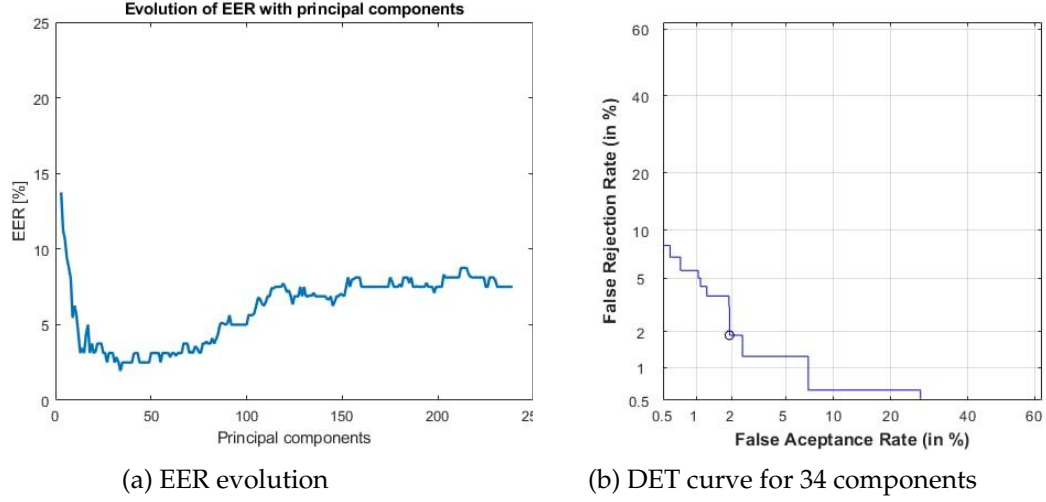 Evolution of EER with principal components
25
20
15
10
5
0
EER [%]
0 50 100 150 200 25
Principal components
(a) EER evolution
60
40
20
10
5
2
1
0.5
False Rejection Rate (in %)
0.5 1 2 5 10 20 40 60
False Aceptance Rate (in %)
(b) DET curve for 34 components